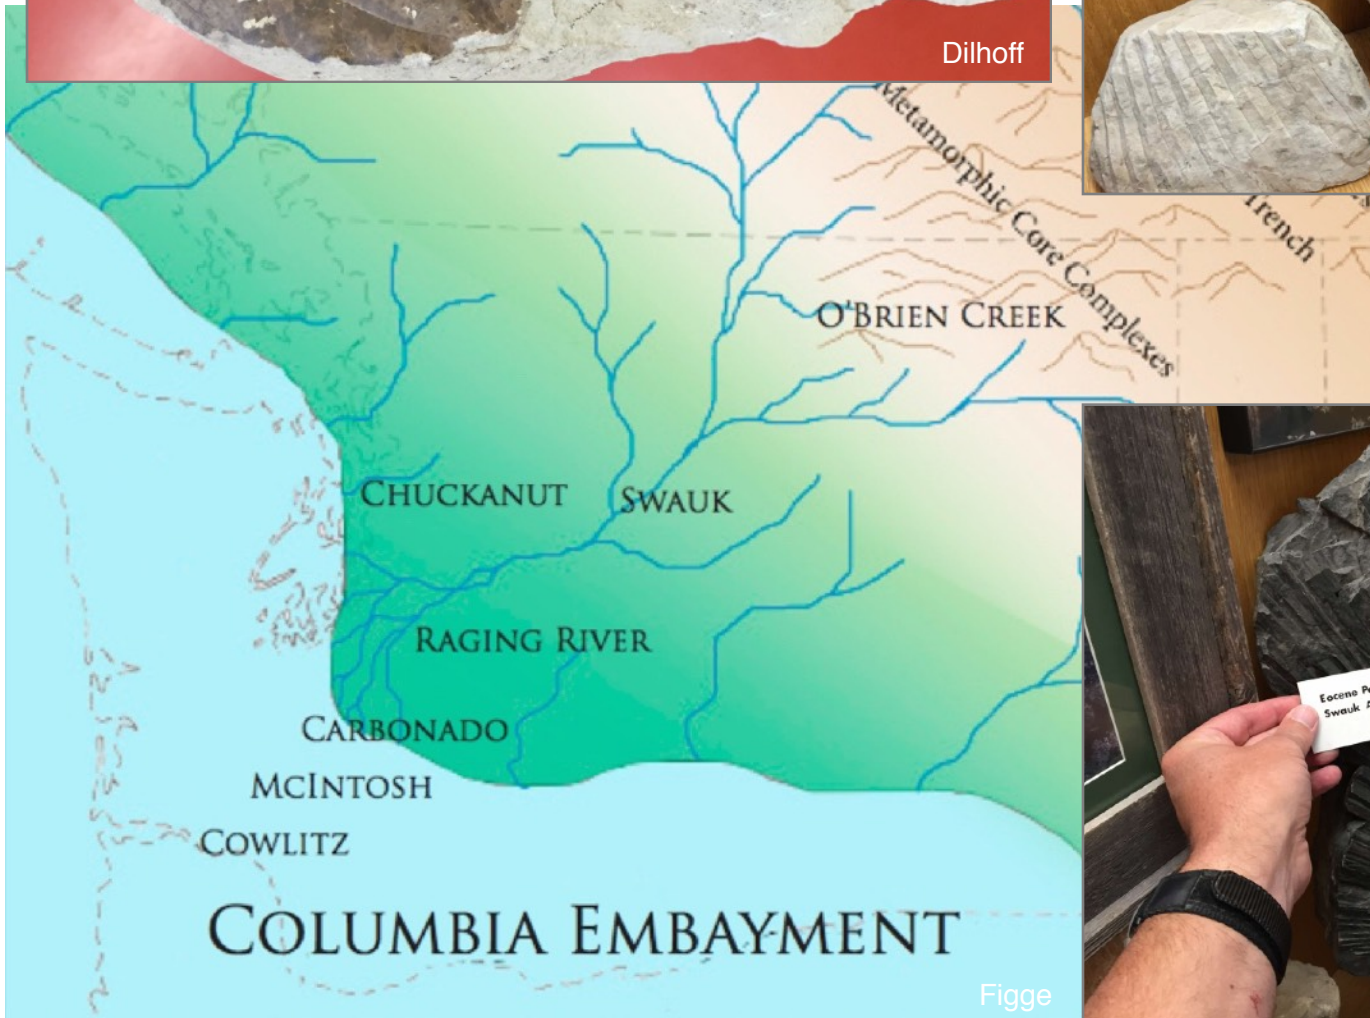 Dilhoff
Metamorphic Core Complexes
Trench
O'BRIEN CREEK
CHUCKANUT
SWAUK
RAGING RIVER
CARBONADO
MCINTOSH
COWLITZ
COLUMBIA EMBAYMENT
Figge
Eocene
Swauk